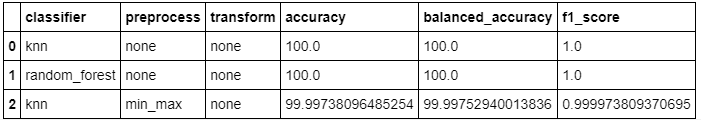 classifier preprocess transform accuracy balanced_accuracy f1_score
0 knn none none 100.0 100.0 1.0
1 random_forest none none 100.0 100.0 1.0
2 knn min_max none 99.99738096485254 99.99752940013836 0.999973809370695